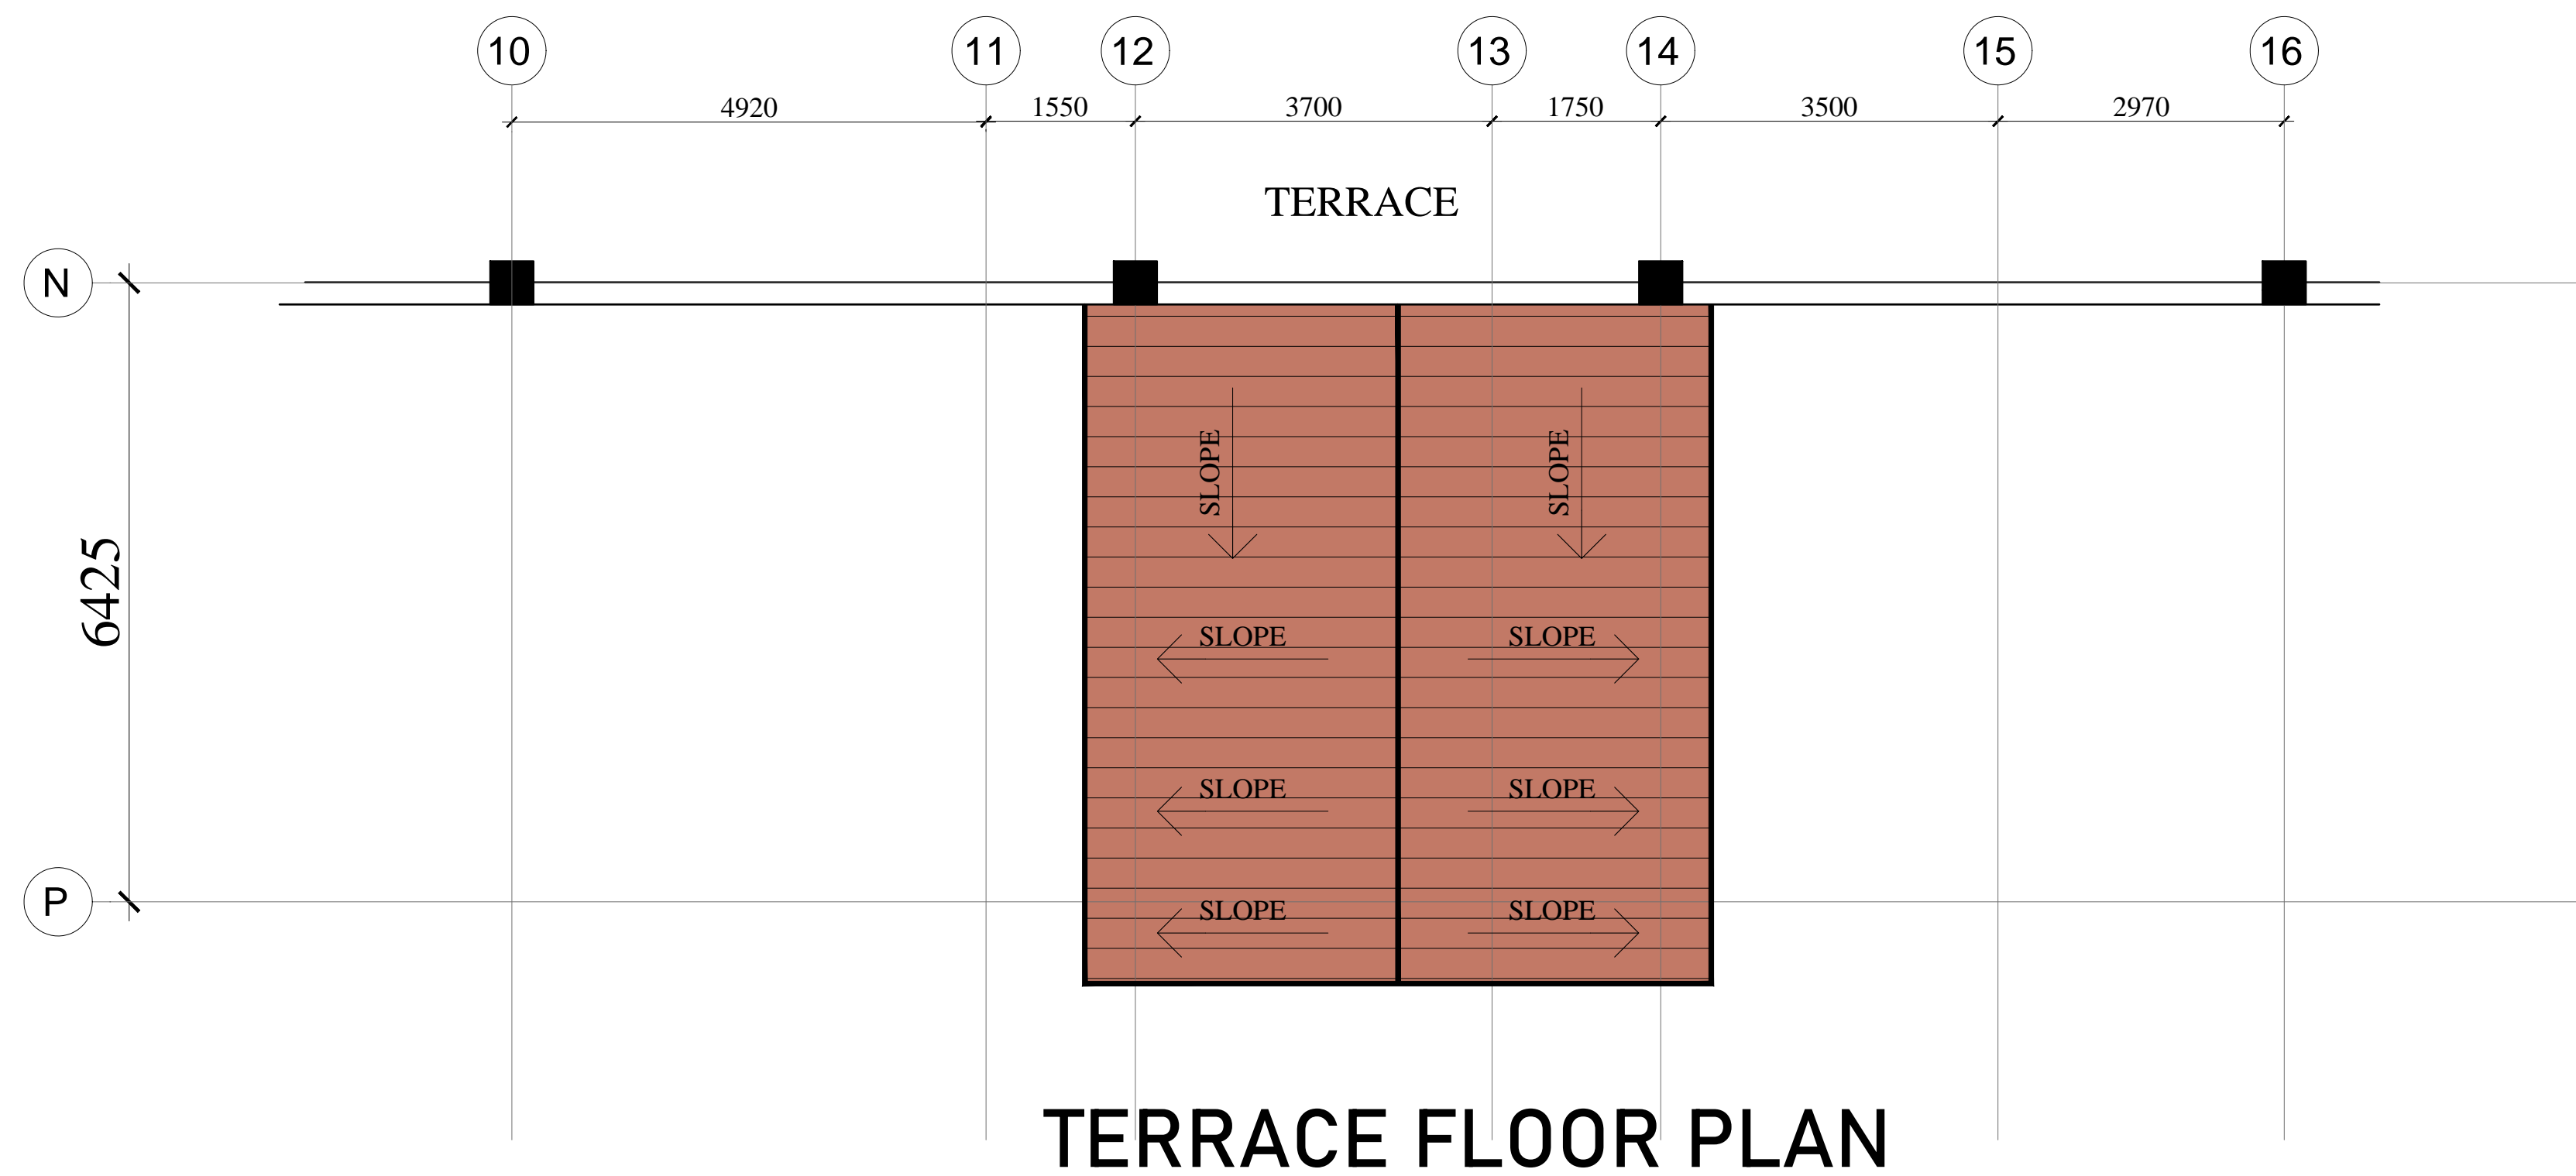 10 11 12 13 14 15 16
4920 1550 3700 1750 3500 2970
TERRACE
N
6425
SLOPE SLOPE
SLOPE SLOPE
SLOPE SLOPE
P
SLOPE SLOPE
TERRACE FLOOR PLAN